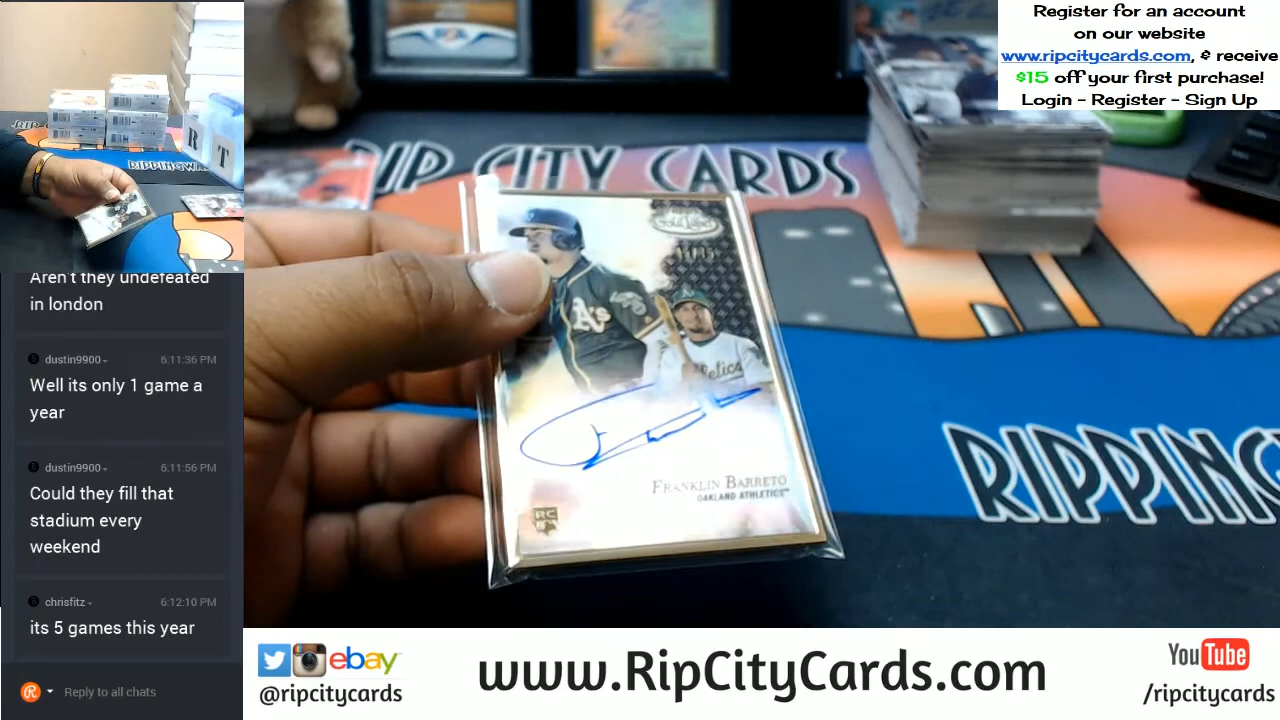 Register for an account
on our website
www.ripcitycards.com, & receive
$15 off your first purchase!
Login - Register - Sign Up
RIPPINGW
R
T
RIP CITY CARDS
A's
letics
FRANKLIN BARRETO
OAKLAND ATHLETICS™
RC
RIPPING
Aren't they undefeated
in london
dustin9900
6:11:36 PM
Well its only 1 game a
year
dustin9900
6:11:56 PM
Could they fill that
stadium every
weekend
chrisfitz
6:12:10 PM
its 5 games this year
Reply to all chats
ebay
@ripcitycards
www.RipCityCards.com
YouTube
/ripcitycards